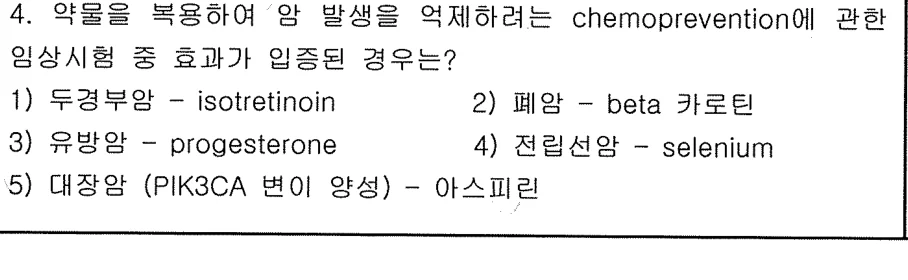 4. 약물을 복용하여 암 발생을 억제하려는 chemoprevention에 관한
임상시험 중 효과가 입증된 경우는?
1) 두경부암 – isotretinoin 2) 폐암 – beta 카로틴
3) 유방암 – progesterone 4) 전립선암 – selenium
5) 대장암 (PIK3CA 변이 양성) – 아스피린